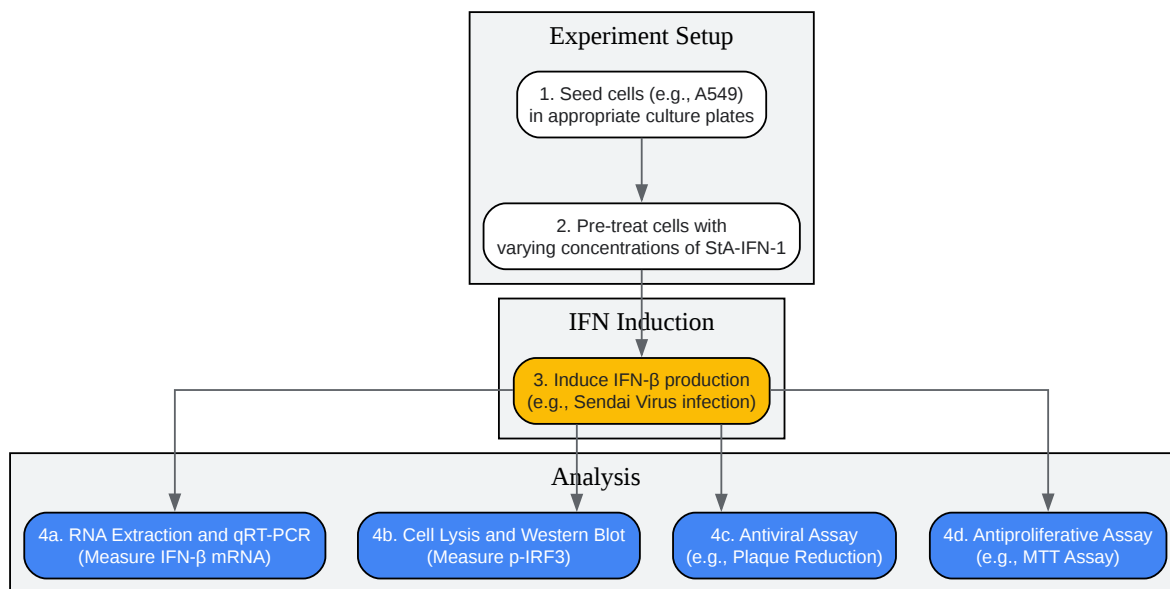 Experiment Setup
1. Seed cells (e.g., A549)
in appropriate culture plates
2. Pre-treat cells with
varying concentrations of StA-IFN-1
IFN Induction
3. Induce IFN-β production
(e.g., Sendai Virus infection)
Analysis
4a. RNA Extraction and qRT-PCR
(Measure IFN-β mRNA)
4b. Cell Lysis and Western Blot
(Measure p-IRF3)
4c. Antiviral Assay
(e.g., Plaque Reduction)
4d. Antiproliferative Assay
(e.g., MTT Assay)